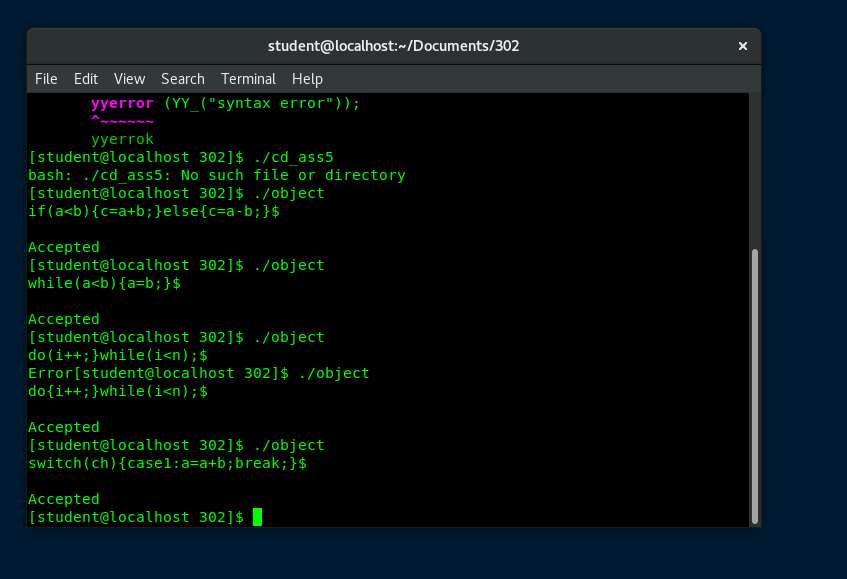 student@localhost:~/Documents/302 ×
File Edit View Search Terminal Help
yyerror (YY_("syntax error"));
^~~~~~~
yyerrok
[student@localhost 302]$ ./cd_ass5
bash: ./cd_ass5: No such file or directory
[student@localhost 302]$ ./object
if(a<b){c=a+b;}else{c=a-b;}$
Accepted
[student@localhost 302]$ ./object
while(a<b){a=b;}$
Accepted
[student@localhost 302]$ ./object
do(i++;}while(i<n);$
Error[student@localhost 302]$ ./object
do{i++;}while(i<n);$
Accepted
[student@localhost 302]$ ./object
switch(ch){case1:a=a+b;break;}$
Accepted
[student@localhost 302]$